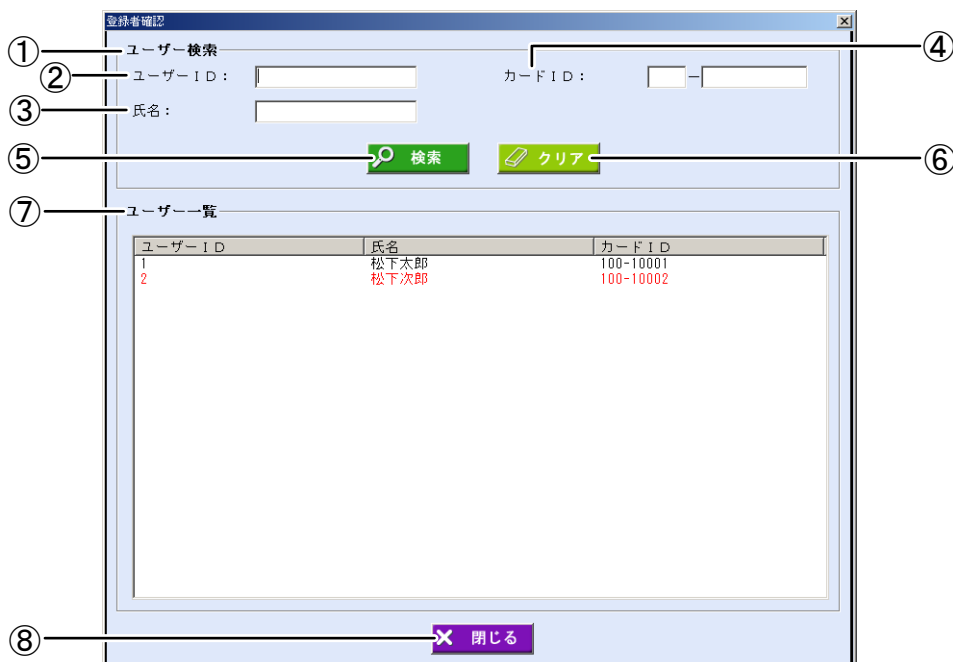 登録者確認
① ユーザー検索
② ユーザーＩＤ： カードＩＤ： － ④
③ 氏名：
⑤ 検索 クリア ⑥
⑦ ユーザー一覧
ユーザーＩＤ 氏名 カードＩＤ
1 松下太郎 100-10001
2 松下次郎 100-10002
⑧ 閉じる